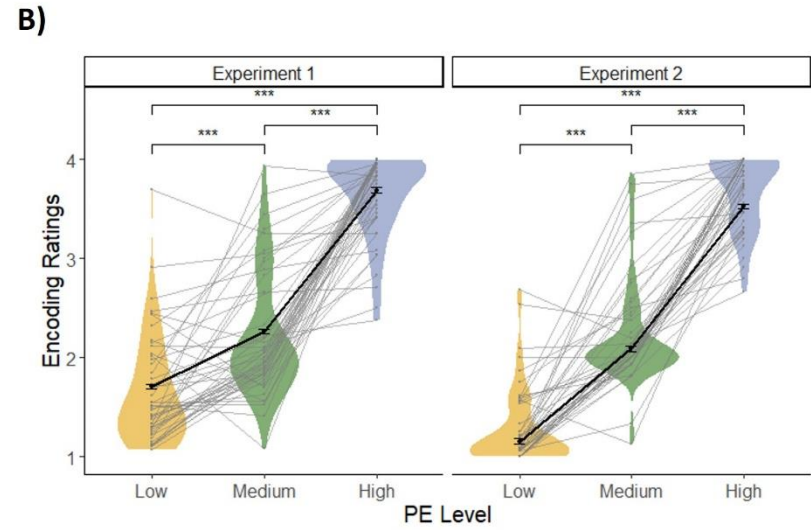 B)
Experiment 1
Experiment 2
***
***
***
***
***
***
4
3
2
1
Encoding Ratings
Low
Medium
High
Low
Medium
High
PE Level